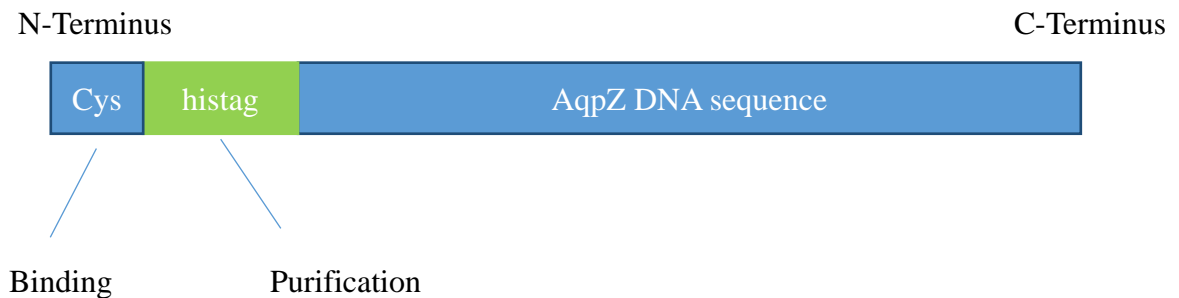 N-Terminus
C-Terminus
Cys
histag
AqpZ DNA sequence
Binding
Purification